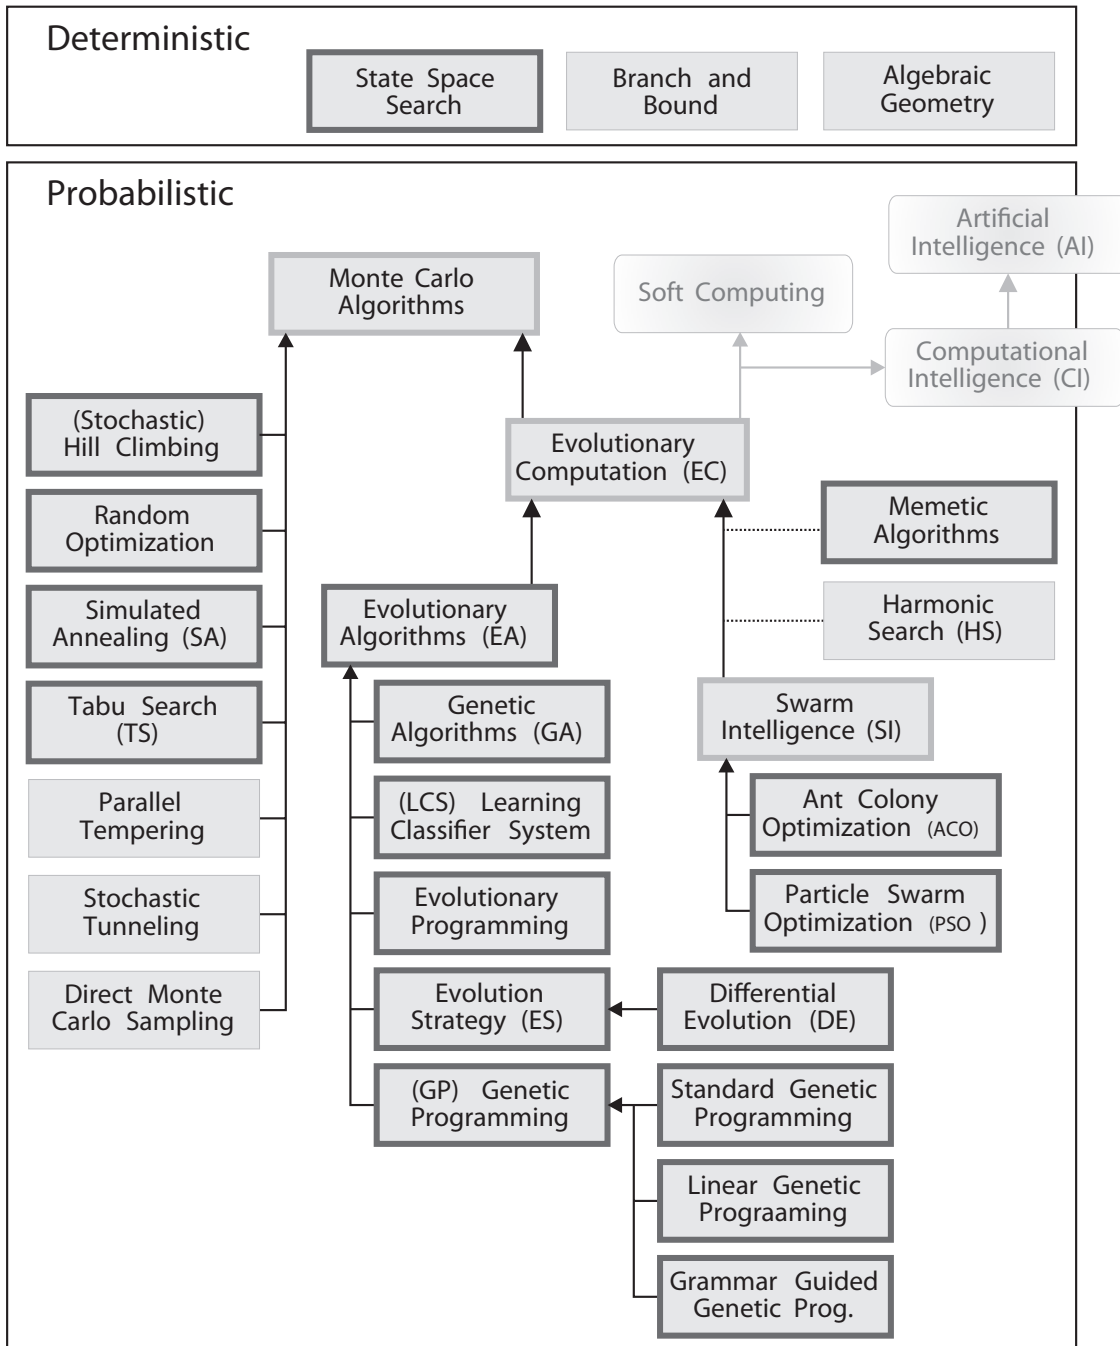 Deterministic
State Space
Search
Branch and
Bound
Algebraic
Geometry
Probabilistic
Artificial
Intelligence (AI)
Monte Carlo
Algorithms
Soft Computing
Computational
Intelligence (CI)
(Stochastic)
Hill Climbing
Evolutionary
Computation (EC)
Random
Optimization
Memetic
Algorithms
Simulated
Annealing (SA)
Evolutionary
Algorithms (EA)
Harmonic
Search (HS)
Tabu Search
(TS)
Genetic
Algorithms (GA)
Swarm
Intelligence (SI)
Parallel
Tempering
(LCS) Learning
Classifier System
Ant Colony
Optimization (ACO)
Stochastic
Tunneling
Evolutionary
Programming
Particle Swarm
Optimization (PSO )
Direct Monte
Carlo Sampling
Evolution
Strategy (ES)
Differential
Evolution (DE)
(GP) Genetic
Programming
Standard Genetic
Programming
Linear Genetic
Prograaming
Grammar Guided
Genetic Prog.